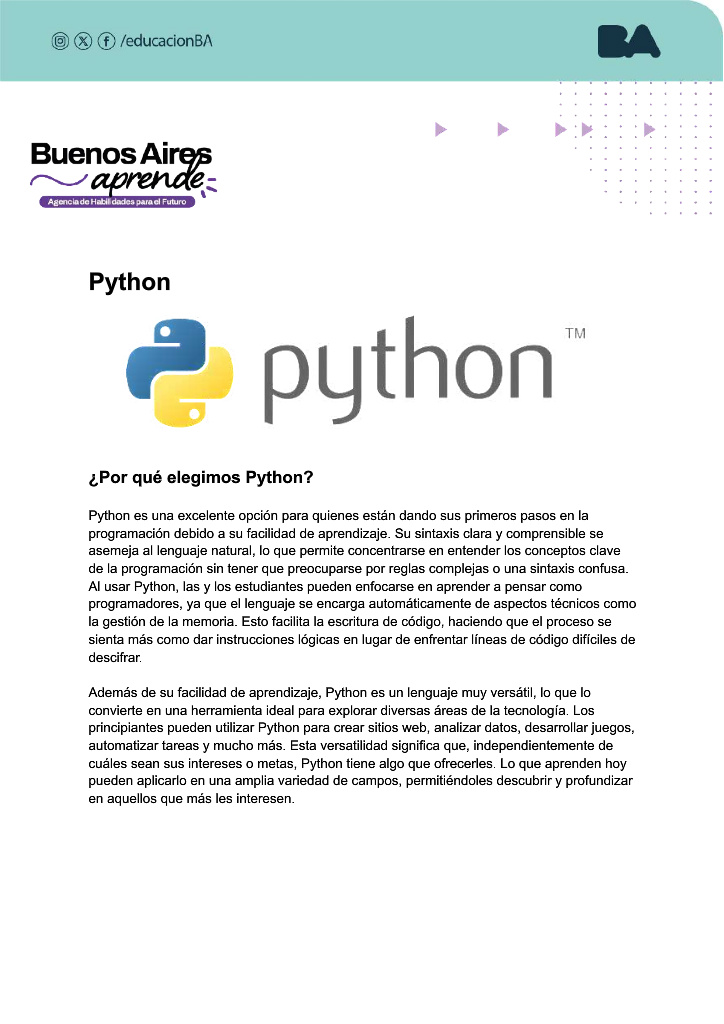 /educacionBA
BA
Buenos Aires
aprende
Agencia de Habilidades para el Futuro
Python
python TM
¿Por qué elegimos Python?
Python es una excelente opción para quienes están dando sus primeros pasos en la
programación debido a su facilidad de aprendizaje. Su sintaxis clara y comprensible se
asemeja al lenguaje natural, lo que permite concentrarse en entender los conceptos clave
de la programación sin tener que preocuparse por reglas complejas o una sintaxis confusa.
Al usar Python, las y los estudiantes pueden enfocarse en aprender a pensar como
programadores, ya que el lenguaje se encarga automáticamente de aspectos técnicos como
la gestión de la memoria. Esto facilita la escritura de código, haciendo que el proceso se
sienta más como dar instrucciones lógicas en lugar de enfrentar líneas de código difíciles de
descifrar.
Además de su facilidad de aprendizaje, Python es un lenguaje muy versátil, lo que lo
convierte en una herramienta ideal para explorar diversas áreas de la tecnología. Los
principiantes pueden utilizar Python para crear sitios web, analizar datos, desarrollar juegos,
automatizar tareas y mucho más. Esta versatilidad significa que, independientemente de
cuáles sean sus intereses o metas, Python tiene algo que ofrecerles. Lo que aprenden hoy
pueden aplicarlo en una amplia variedad de campos, permitiéndoles descubrir y profundizar
en aquellos que más les interesen.